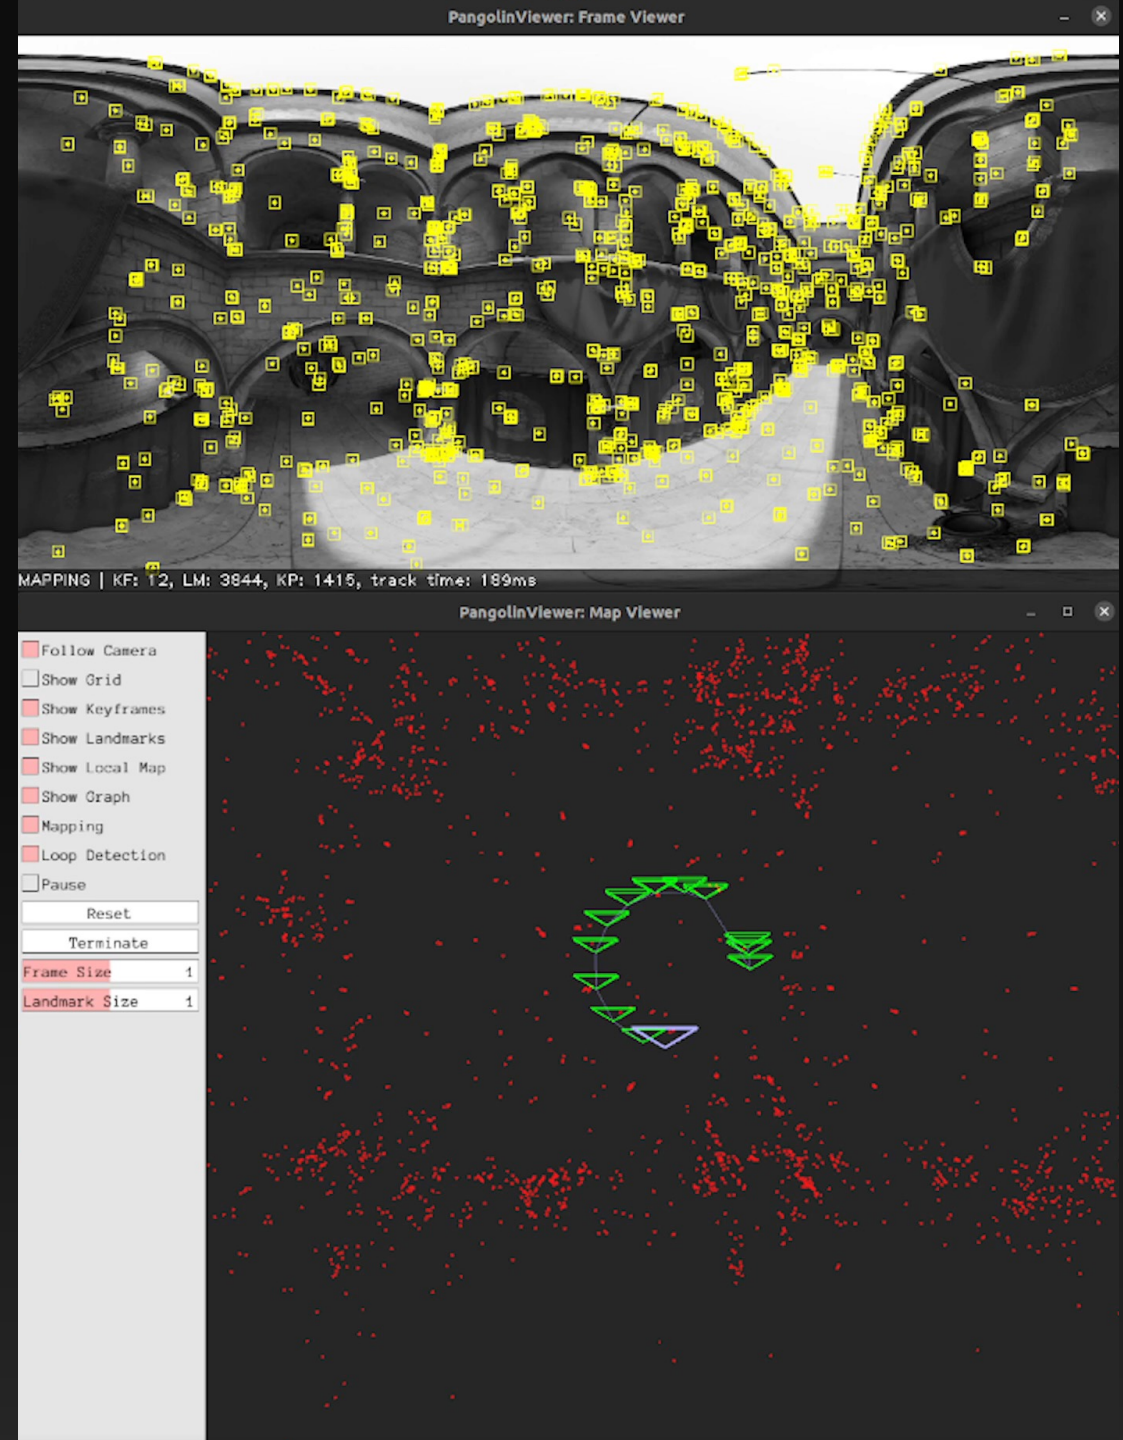 PangolinViewer: Frame Viewer
MAPPING | KF: 12, LM: 3844, KP: 1415, track time: 189ms
PangolinViewer: Map Viewer
Follow Camera
Show Grid
Show Keyframes
Show Landmarks
Show Local Map
Show Graph
Mapping
Loop Detection
Pause
Reset
Terminate
Frame Size 1
Landmark Size 1